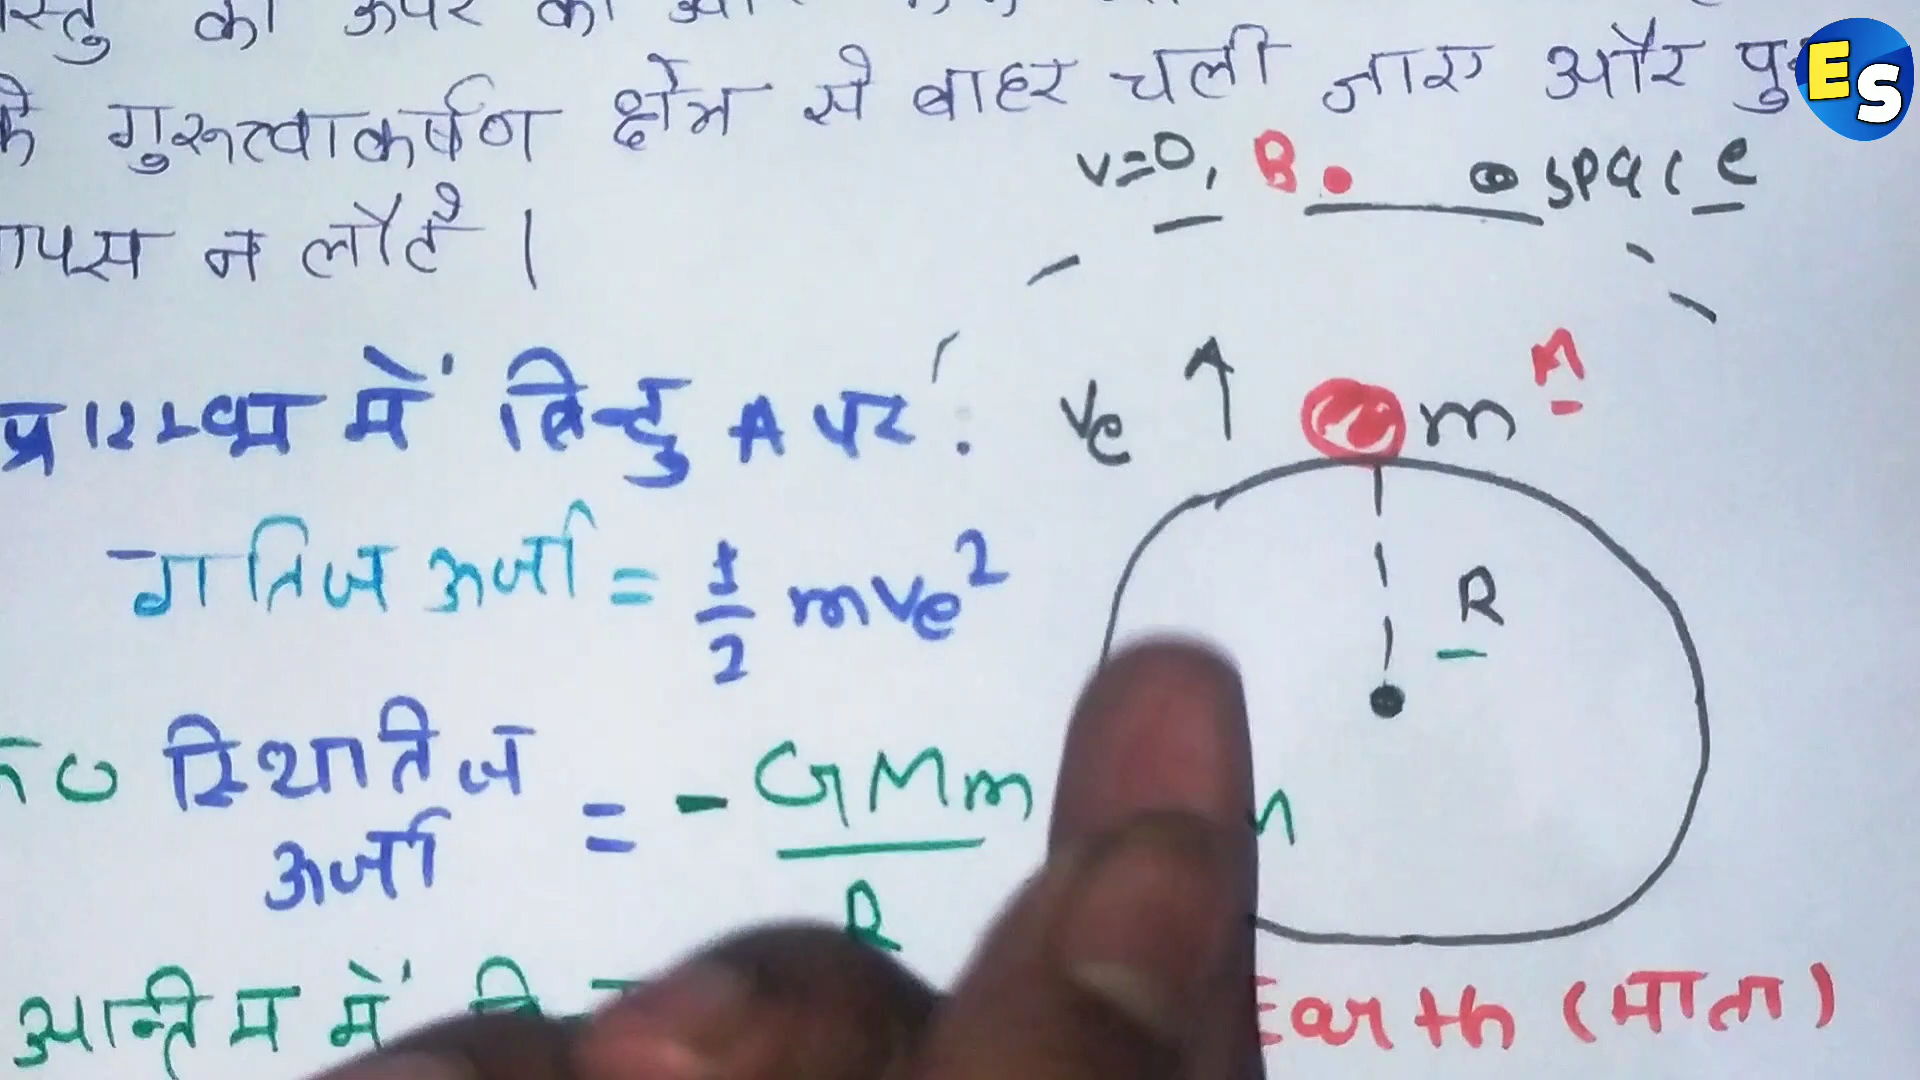 को ऊपर की
के गुरुत्वाकर्षण क्षेत्र से बाहर चली जाए और
न लौटे।
v=0, B. space
प्रारम्भ में बिन्दु A पर:
Ve m A
गतिज ऊर्जा = 1/2 mve²
R
स्थितिज ऊर्जा = - GMm/R
अन्तिम में
Earth (माता)
ES